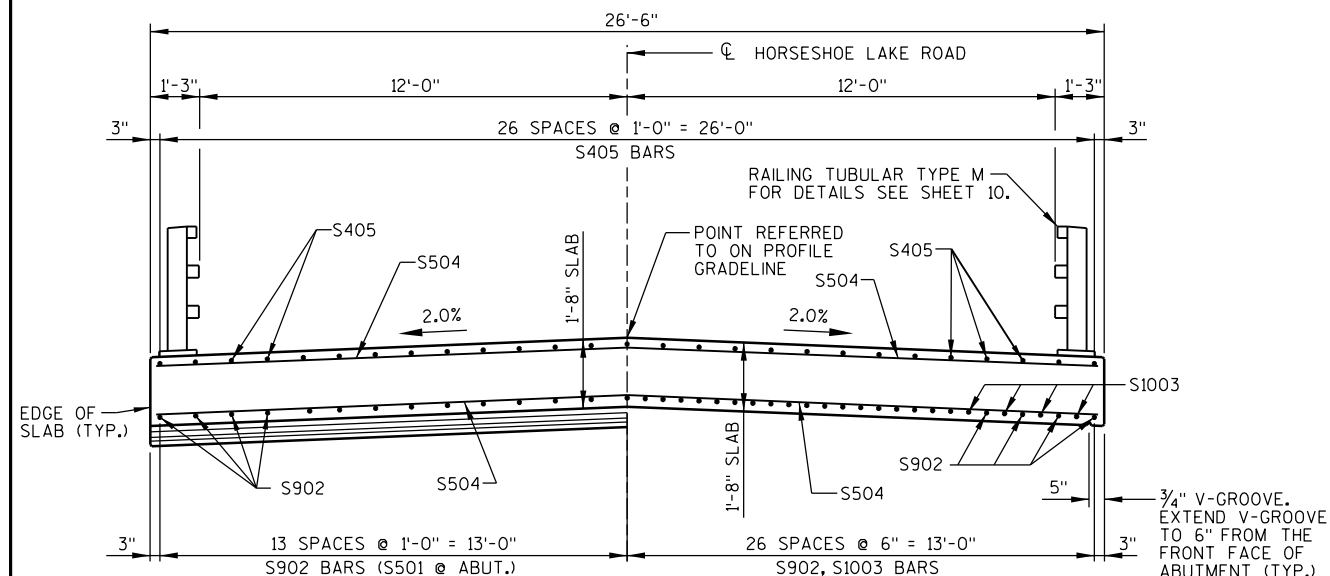 26'-6"
℄ HORSESHOE LAKE ROAD
1'-3"
12'-0"
12'-0"
1'-3"
3"
26 SPACES @ 1'-0" = 26'-0"
3"
S405 BARS
RAILING TUBULAR TYPE M
FOR DETAILS SEE SHEET 10.
S405
S504
1'-8" SLAB
POINT REFERRED
TO ON PROFILE
GRADELINE
S405
S504
2.0%
2.0%
S1003
EDGE OF
SLAB (TYP.)
S902
S504
1'-8" SLAB
S504
S902
5"
3/4" V-GROOVE.
EXTEND V-GROOVE
TO 6" FROM THE
FRONT FACE OF
ABUTMENT (TYP.)
3"
13 SPACES @ 1'-0" = 13'-0"
26 SPACES @ 6" = 13'-0"
3"
S902 BARS (S501 @ ABUT.)
S902, S1003 BARS